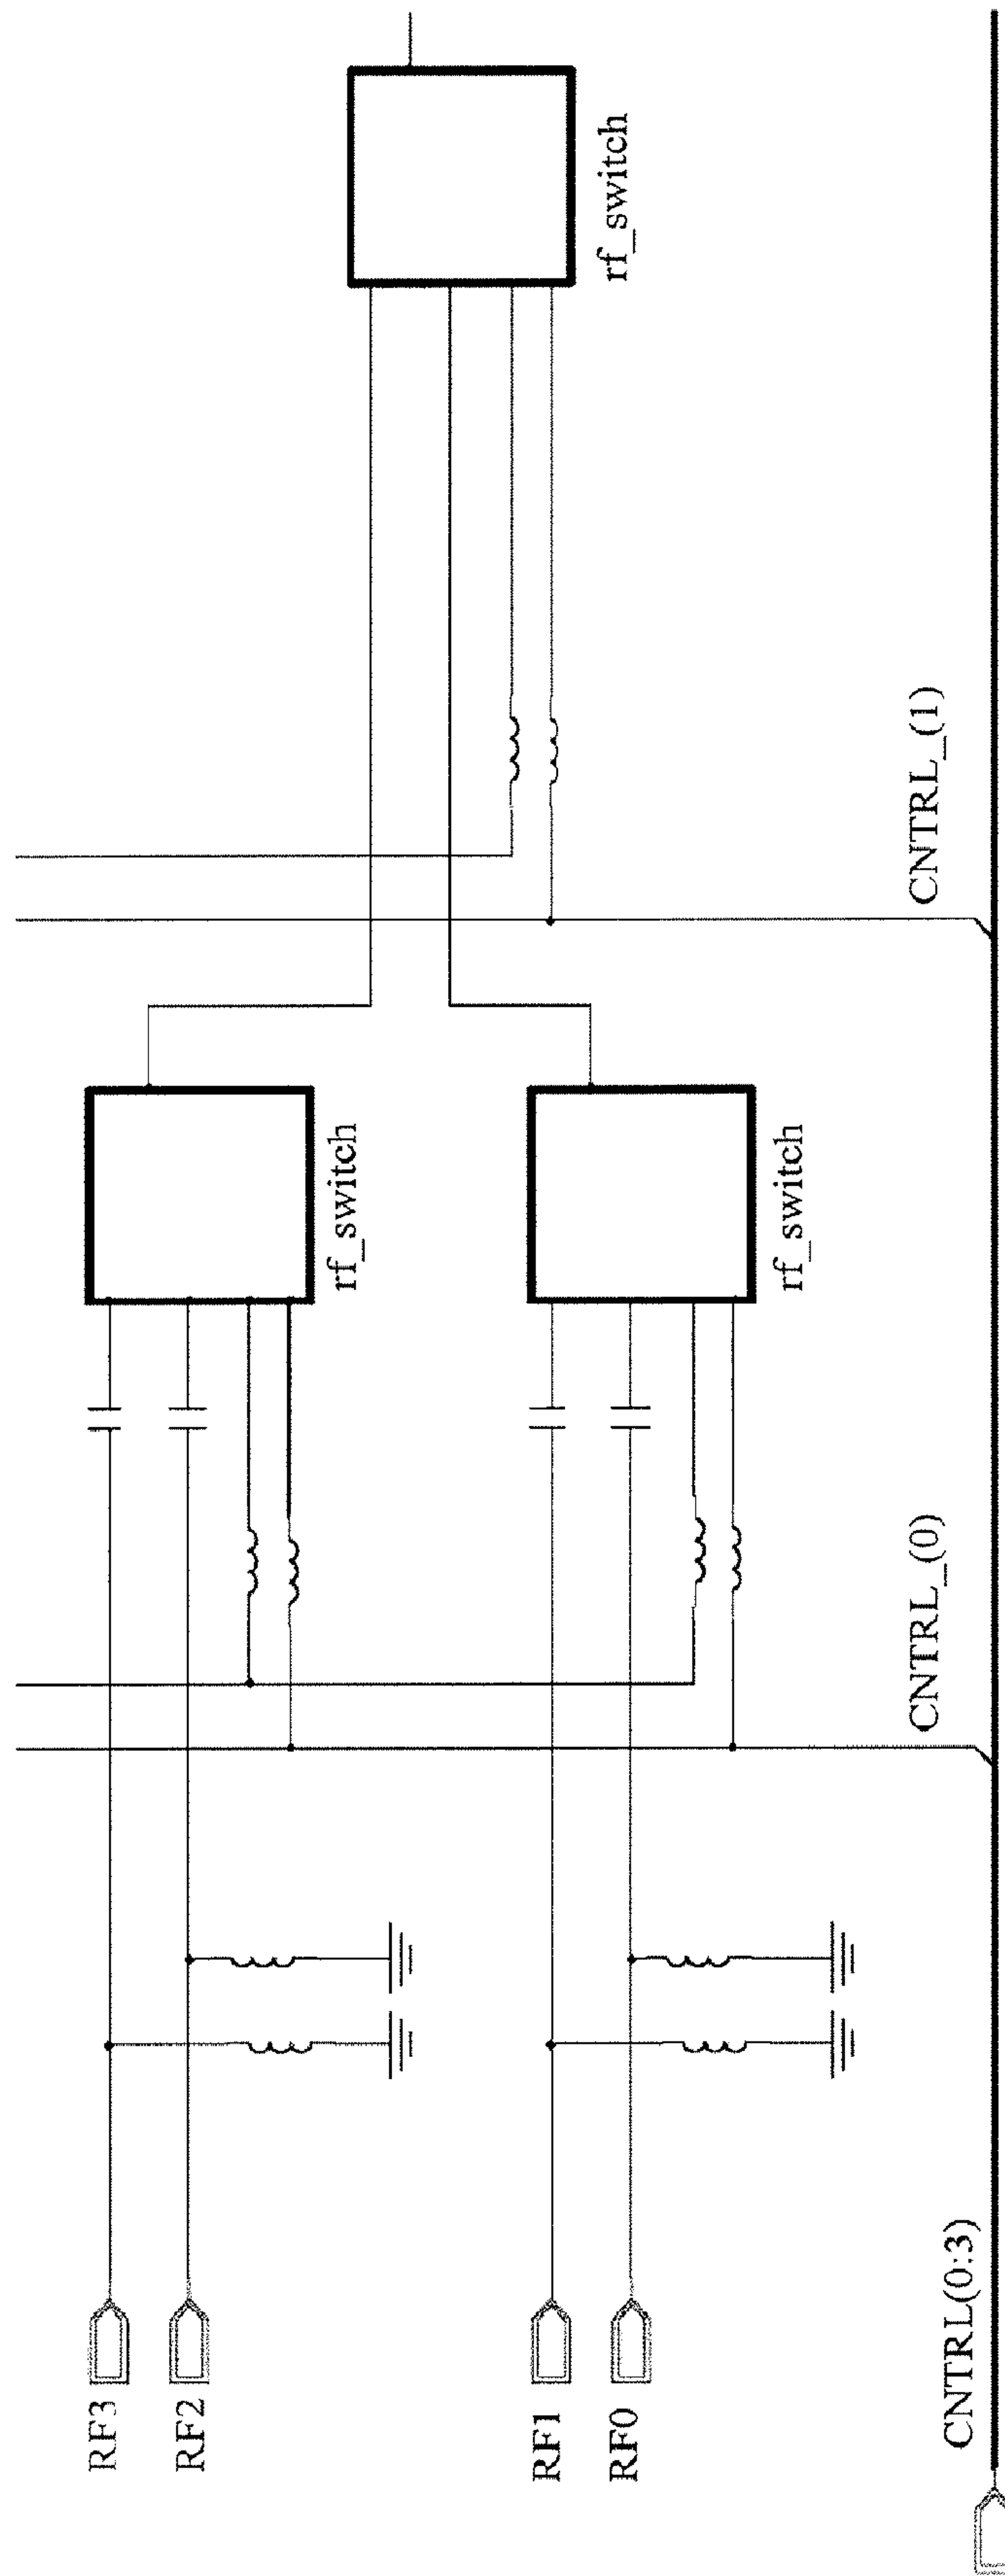 RF3
RF2
RF1
RF0
CNTRL(0:3)
CNTRL_(0)
CNTRL_(1)
rf_switch
rf_switch
rf_switch